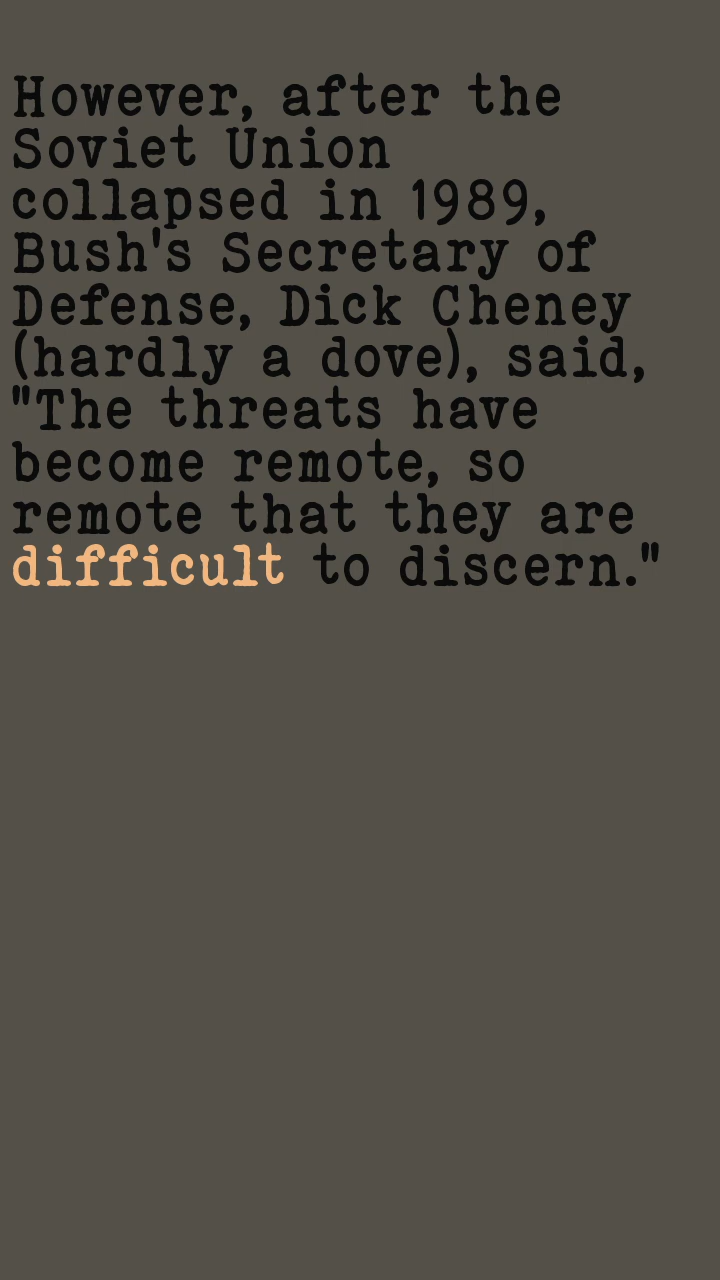 However, after the
Soviet Union
collapsed in 1989,
Bush's Secretary of
Defense, Dick Cheney
(hardly a dove), said,
"The threats have
become remote, so
remote that they are
difficult to discern."